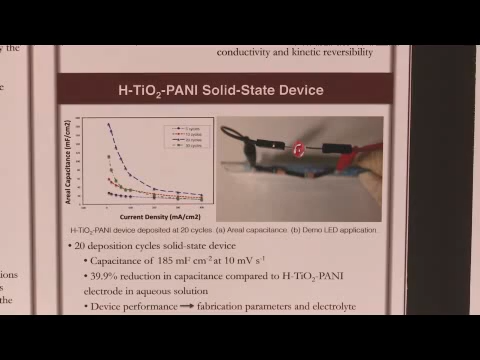 y the
conductivity and kinetic reversibility
e
H-TiO₂-PANI Solid-State Device
Areal Capacitance (mF/cm2)
Current Density (mA/cm2)
H-TiO₂-PANI device deposited at 20 cycles. (a) Areal capacitance. (b) Demo LED application.
• 20 deposition cycles solid-state device
• Capacitance of 185 mF cm⁻² at 10 mV s⁻¹
• 39.9% reduction in capacitance compared to H-TiO₂-PANI
electrode in aqueous solution
• Device performance → fabrication parameters and electrolyte
ions
s
the